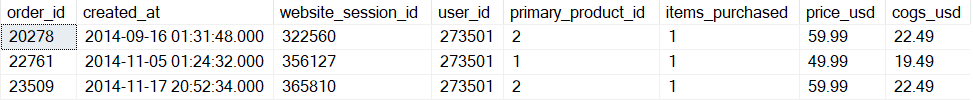 order_id created_at website_session_id user_id primary_product_id items_purchased price_usd cogs_usd
20278 2014-09-16 01:31:48.000 322560 273501 2 1 59.99 22.49
22761 2014-11-05 01:24:32.000 356127 273501 1 1 49.99 19.49
23509 2014-11-17 20:52:34.000 365810 273501 2 1 59.99 22.49